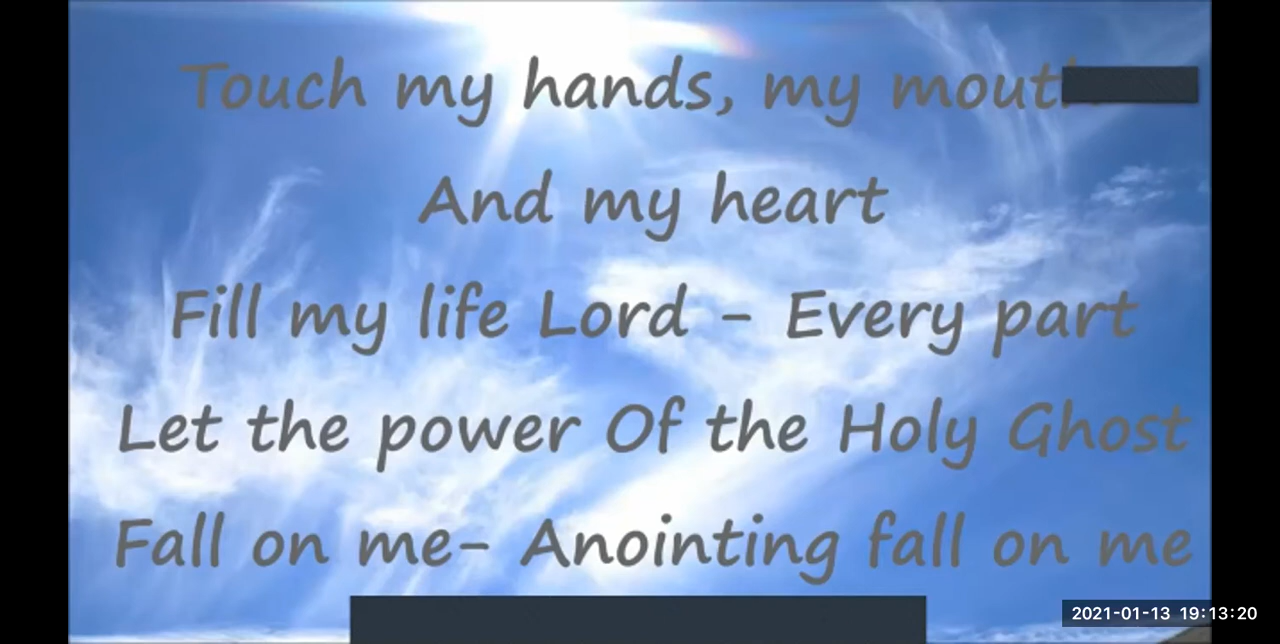 Touch my hands, my mouth
And my heart
Fill my life Lord - Every part
Let the power Of the Holy Ghost
Fall on me- Anointing fall on me
2021-01-13 19:13:20